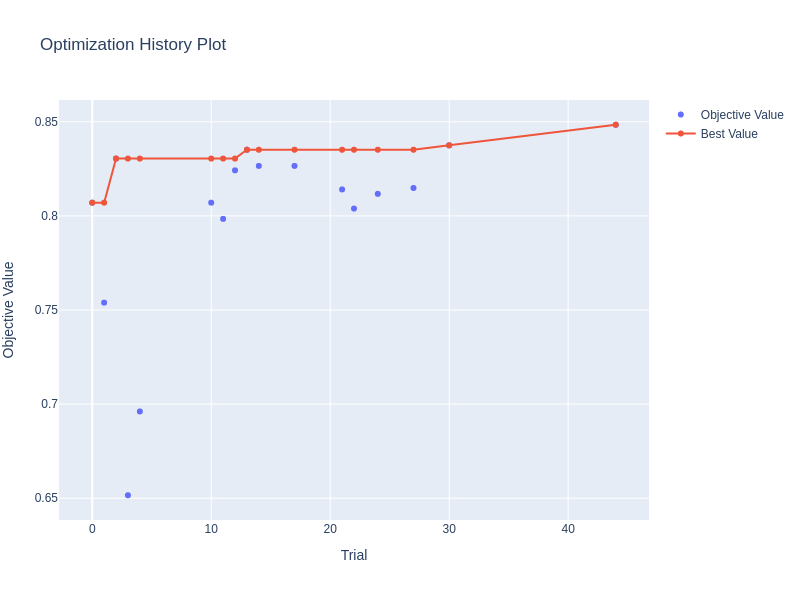 Optimization History Plot
Objective Value
Best Value
0.85
0.8
0.75
0.7
0.65
Objective Value
0
10
20
30
40
Trial